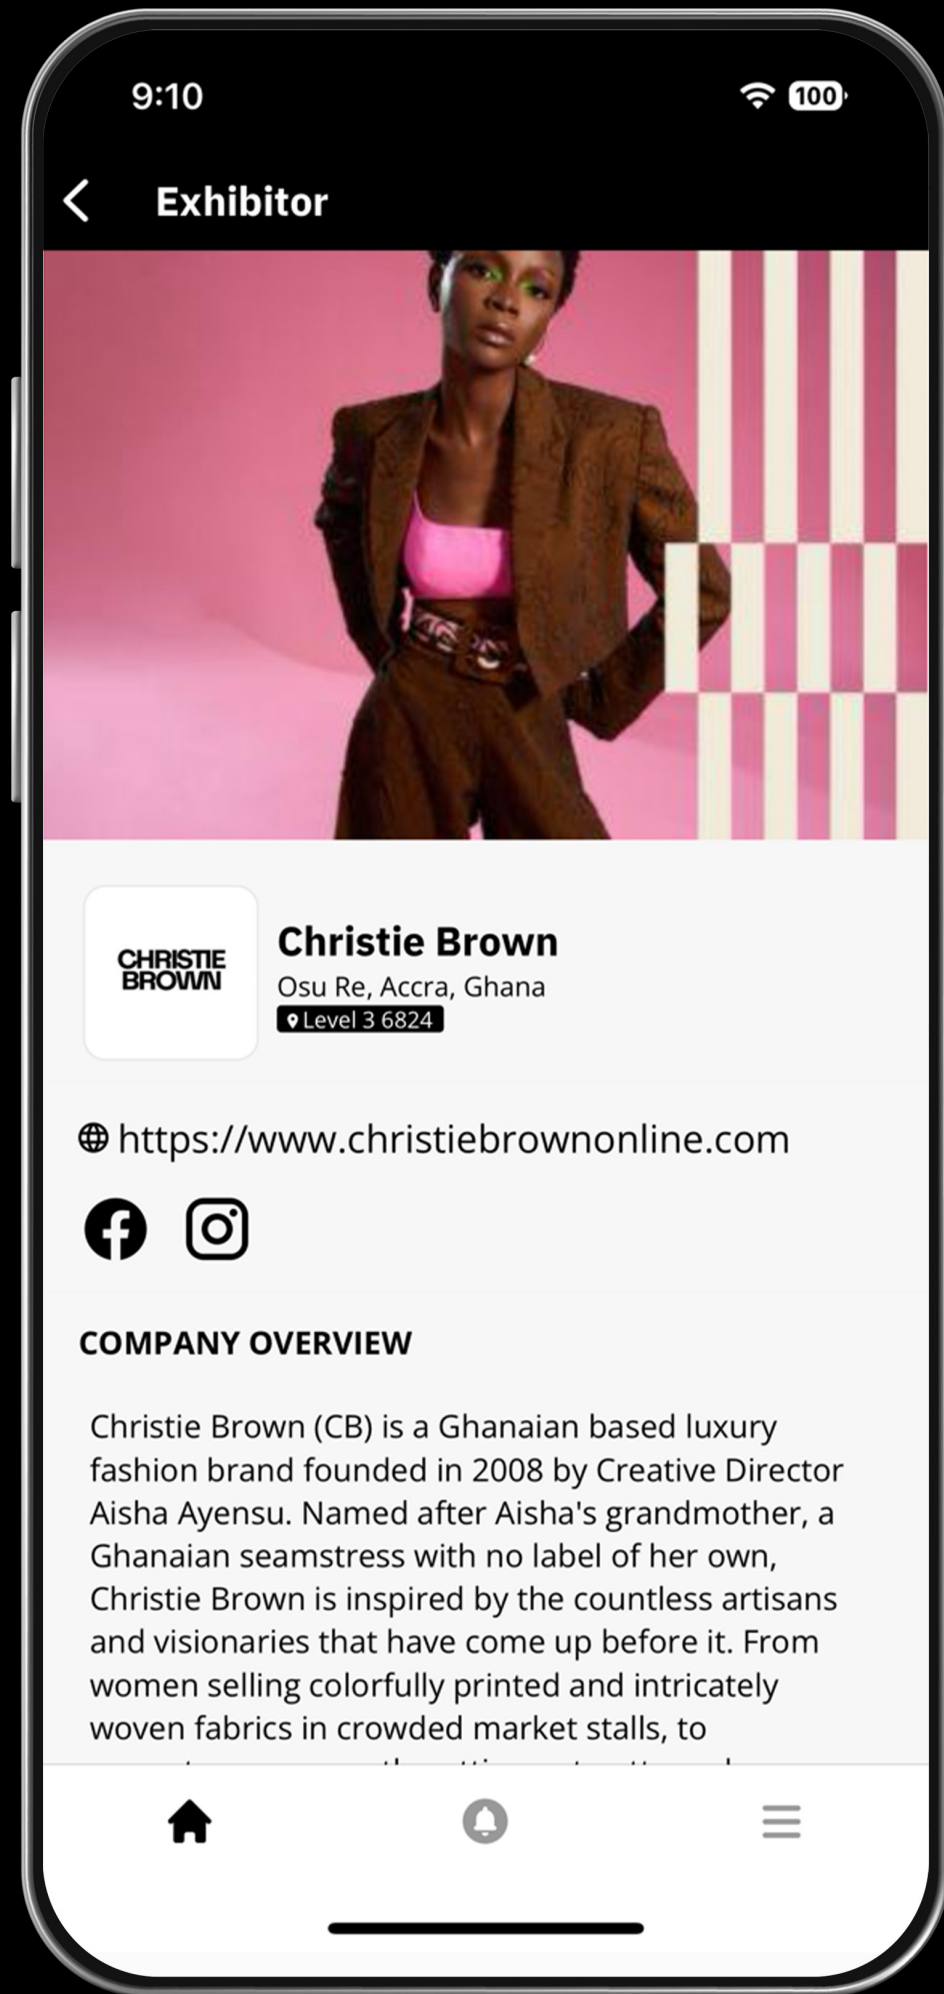 9:10
100
Exhibitor
CHRISTIE
BROWN
Christie Brown
Osu Re, Accra, Ghana
Level 3 6824
https://www.christiebrownonline.com
COMPANY OVERVIEW
Christie Brown (CB) is a Ghanaian based luxury
fashion brand founded in 2008 by Creative Director
Aisha Ayensu. Named after Aisha's grandmother, a
Ghanaian seamstress with no label of her own,
Christie Brown is inspired by the countless artisans
and visionaries that have come up before it. From
women selling colorfully printed and intricately
woven fabrics in crowded market stalls, to